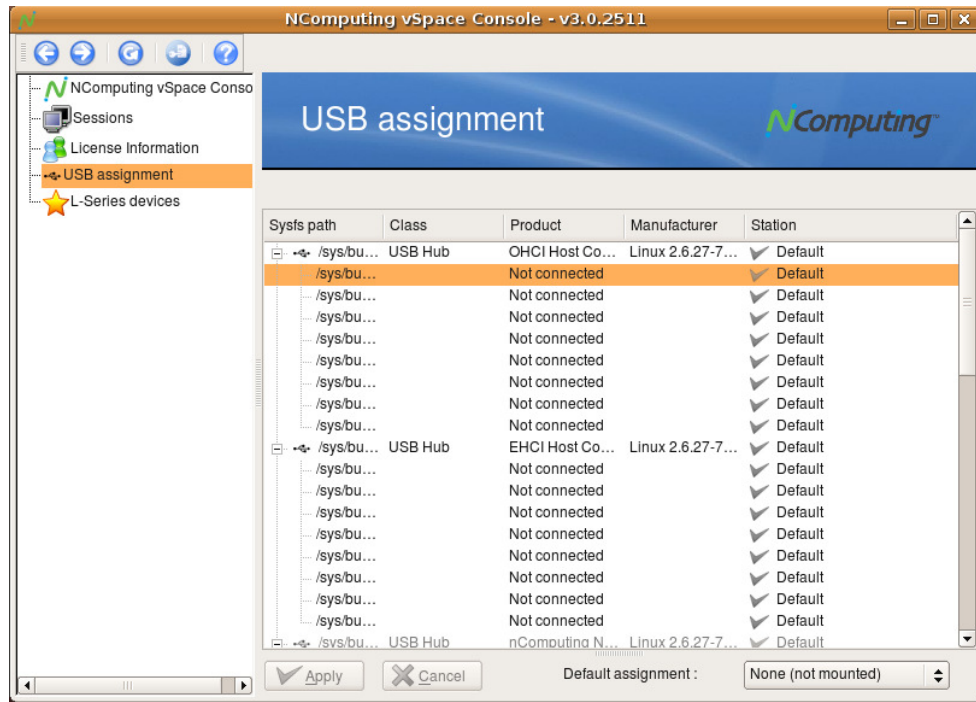 NComputing vSpace Console - v3.0.2511
NComputing vSpace Conso
Sessions
License Information
USB assignment
L-Series devices
USB assignment
NComputing™
Sysfs path Class Product Manufacturer Station
/sys/bu... USB Hub OHCI Host Co... Linux 2.6.27-7... Default
/sys/bu... Not connected Default
/sys/bu... Not connected Default
/sys/bu... Not connected Default
/sys/bu... Not connected Default
/sys/bu... Not connected Default
/sys/bu... Not connected Default
/sys/bu... Not connected Default
/sys/bu... Not connected Default
/sys/bu... USB Hub EHCI Host Co... Linux 2.6.27-7... Default
/sys/bu... Not connected Default
/sys/bu... Not connected Default
/sys/bu... Not connected Default
/sys/bu... Not connected Default
/sys/bu... Not connected Default
/sys/bu... Not connected Default
/sys/bu... Not connected Default
/sys/bu... Not connected Default
/sys/bu... USB Hub nComputing N... Linux 2.6.27-7... Default
Apply Cancel Default assignment : None (not mounted)